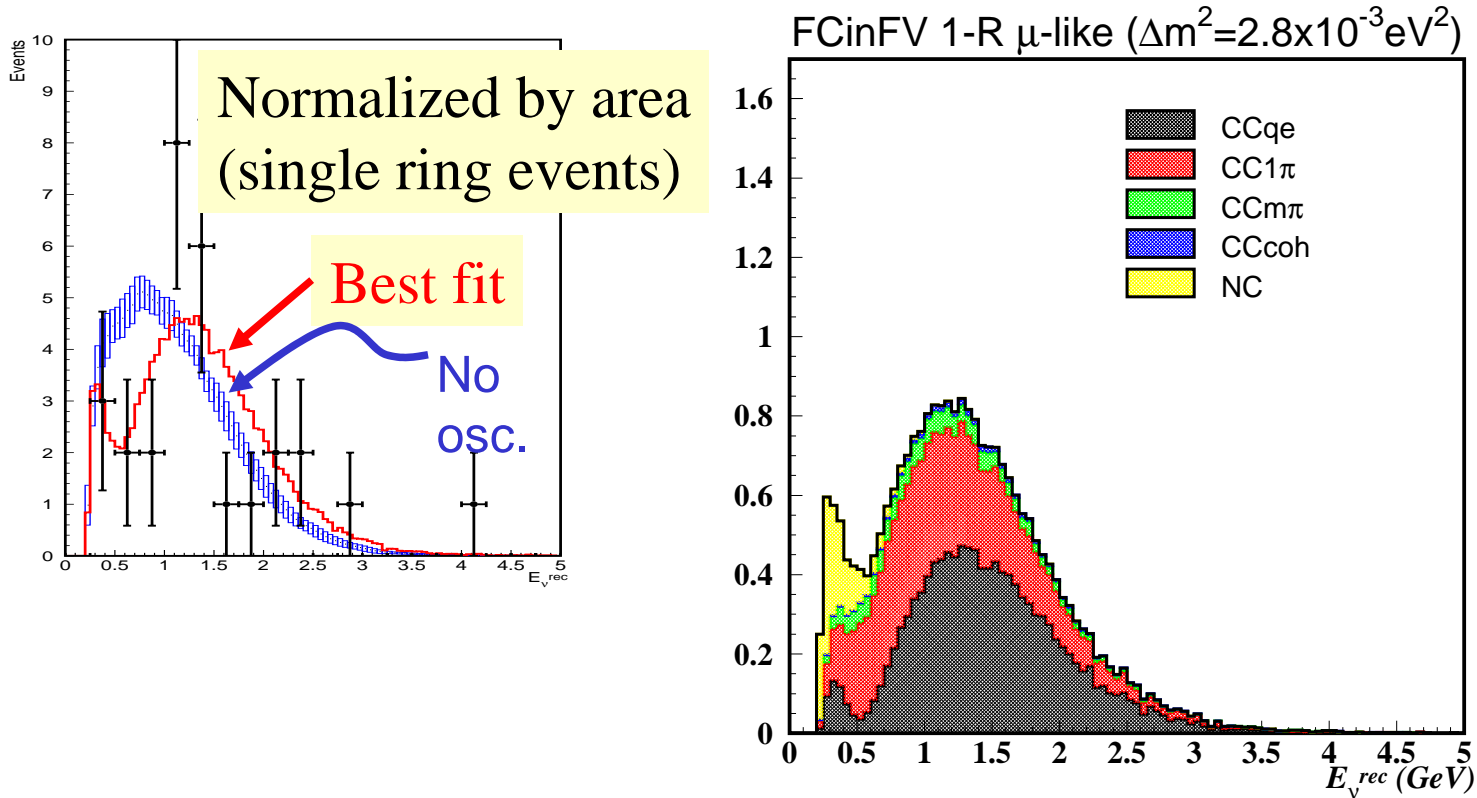 Events
10
9
8
7
6
5
4
3
2
1
0
0 0.5 1 1.5 2 2.5 3 3.5 4 4.5 5
Eν rec
Normalized by area
(single ring events)
Best fit
No
osc.
FCinFV 1-R μ-like (Δm²=2.8x10⁻³eV²)
1.6
1.4
1.2
1
0.8
0.6
0.4
0.2
0
CCqe
CC1π
CCmπ
CCcoh
NC
0 0.5 1 1.5 2 2.5 3 3.5 4 4.5 5
Eν rec (GeV)